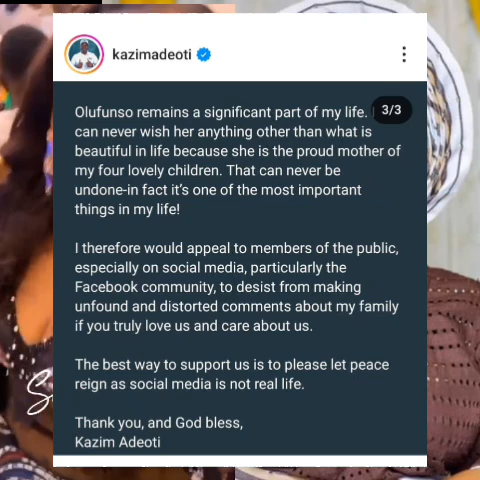 kazimadeoti
3/3
Olufunso remains a significant part of my life.
can never wish her anything other than what is
beautiful in life because she is the proud mother of
my four lovely children. That can never be
undone-in fact it's one of the most important
things in my life!
I therefore would appeal to members of the public,
especially on social media, particularly the
Facebook community, to desist from making
unfound and distorted comments about my family
if you truly love us and care about us.
The best way to support us is to please let peace
reign as social media is not real life.
Thank you, and God bless,
Kazim Adeoti